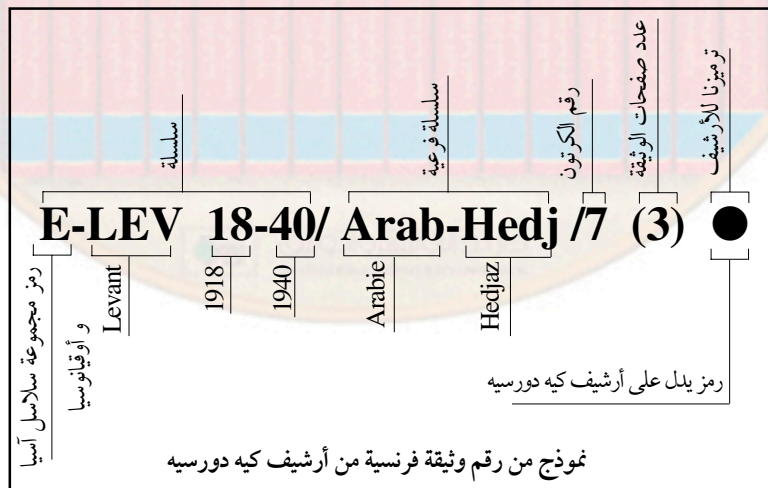 سلسلة
سلسلة فرعية
رقم الكرتون
عدد صفحات الوثيقة
ترميزنا للأرشيف
E-LEV 18-40/ Arab-Hedj /7 (3) ●
رمز مجموعة سلاسل آسيا
و أوقيانوسيا
Levant
1918
1940
Arabie
Hedjaz
رمز يدل على أرشيف كيه دورسيه
نموذج من رقم وثيقة فرنسية من أرشيف كيه دورسيه